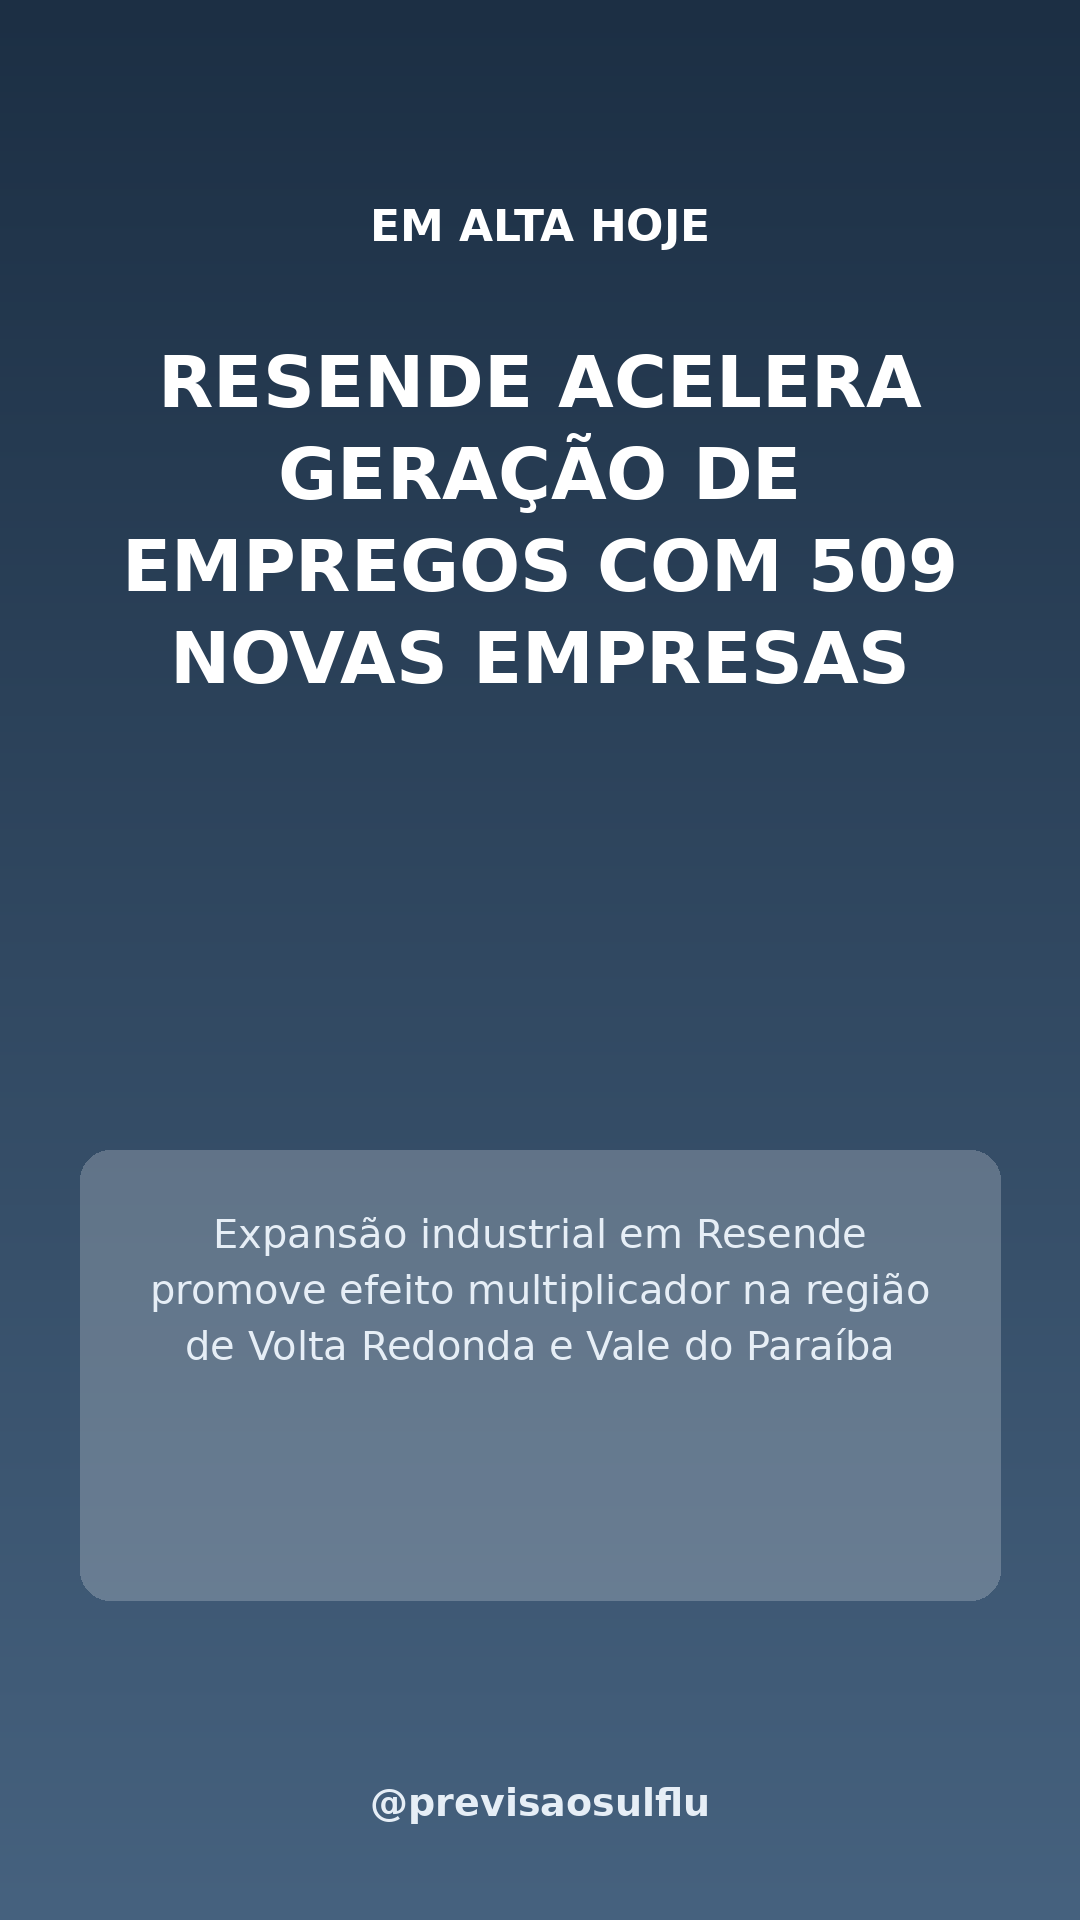 EM ALTA HOJE
RESENDE ACELERA
GERAÇÃO DE
EMPREGOS COM 509
NOVAS EMPRESAS
Expansão industrial em Resende
promove efeito multiplicador na região
de Volta Redonda e Vale do Paraíba
@previsaosulflu